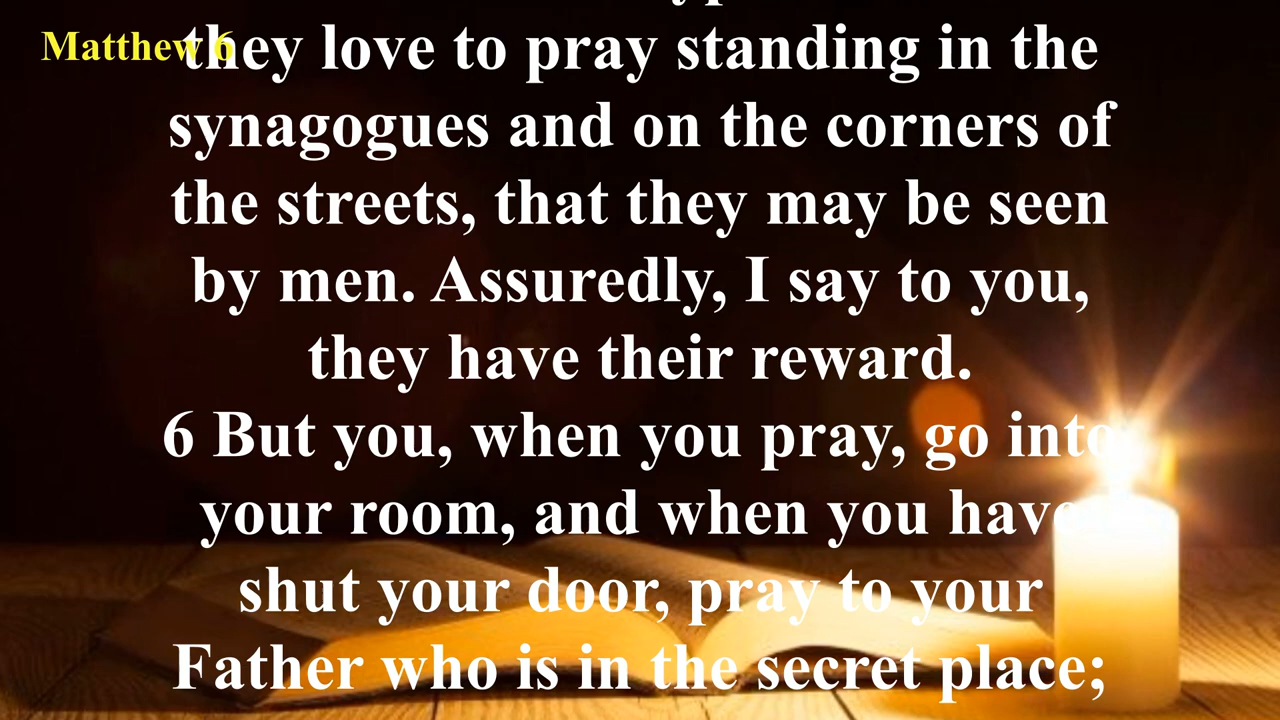 Matthew 6
they love to pray standing in the
synagogues and on the corners of
the streets, that they may be seen
by men. Assuredly, I say to you,
they have their reward.
6 But you, when you pray, go into
your room, and when you have
shut your door, pray to your
Father who is in the secret place;